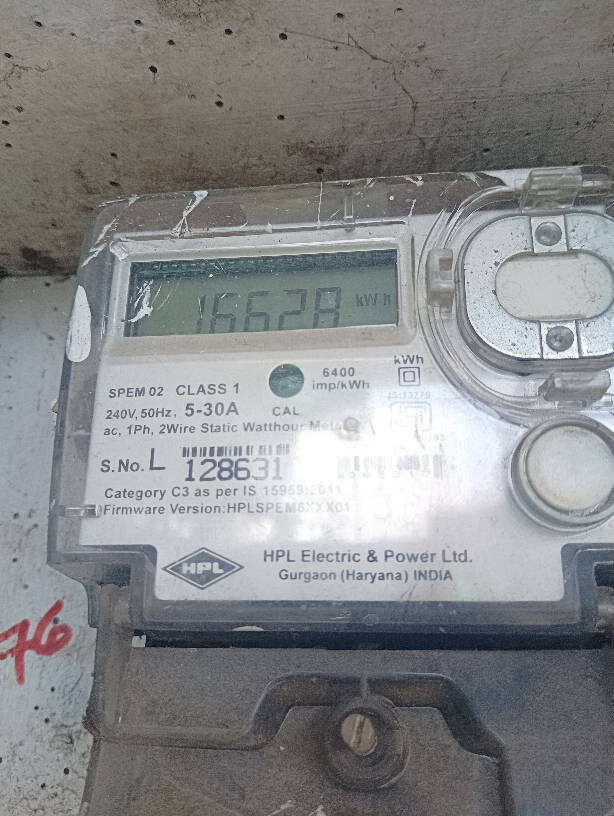 16628 kWh
6400
imp/kWh
kWh
SPEM 02 CLASS 1
IS:13779
240V, 50Hz, 5-30A
CAL
ac, 1Ph, 2Wire Static Watthour Meter
S.No. L 128631
Category C3 as per IS 15959:2011
Firmware Version:HPLSPEM6XXX01
HPL
HPL Electric & Power Ltd.
Gurgaon (Haryana) INDIA
76